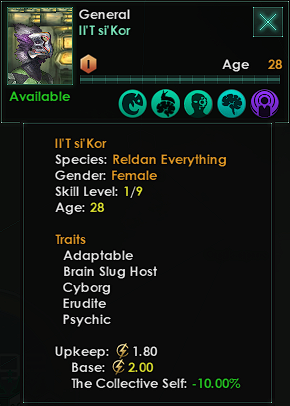 General
Il'T si'Kor
I
Age 28
Available
Il'T si'Kor
Species: Reldan Everything
Gender: Female
Skill Level: 1/9
Age: 28
Traits
Adaptable
Brain Slug Host
Cyborg
Erudite
Psychic
Upkeep: 1.80
Base: 2.00
The Collective Self: -10.00%